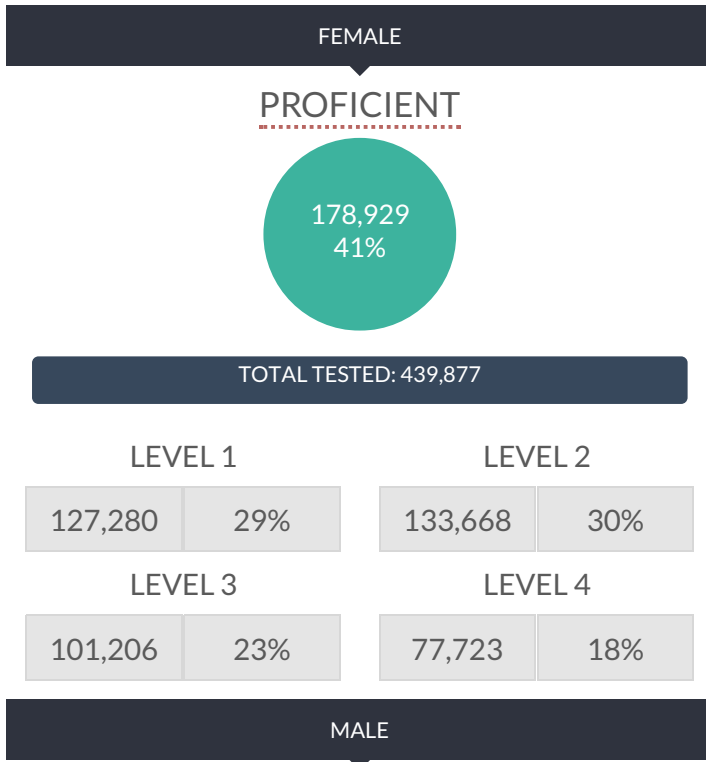 FEMALE
PROFICIENT
178,929
41%
TOTAL TESTED: 439,877
LEVEL 1 LEVEL 2
127,280 29% 133,668 30%
LEVEL 3 LEVEL 4
101,206 23% 77,723 18%
MALE